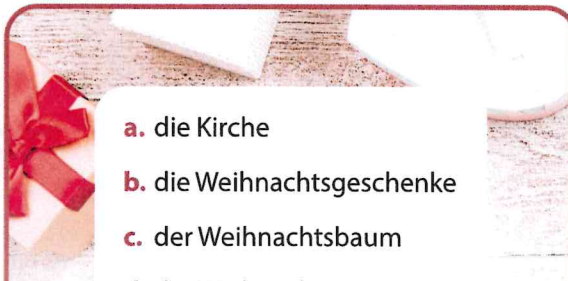 a. die Kirche
b. die Weihnachtsgeschenke
c. der Weihnachtsbaum